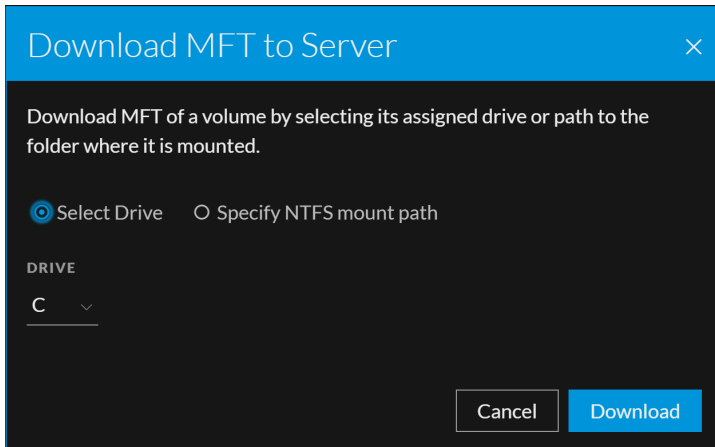 Download MFT to Server
Download MFT of a volume by selecting its assigned drive or path to the
folder where it is mounted.
Select Drive
Specify NTFS mount path
DRIVE
C
Cancel
Download